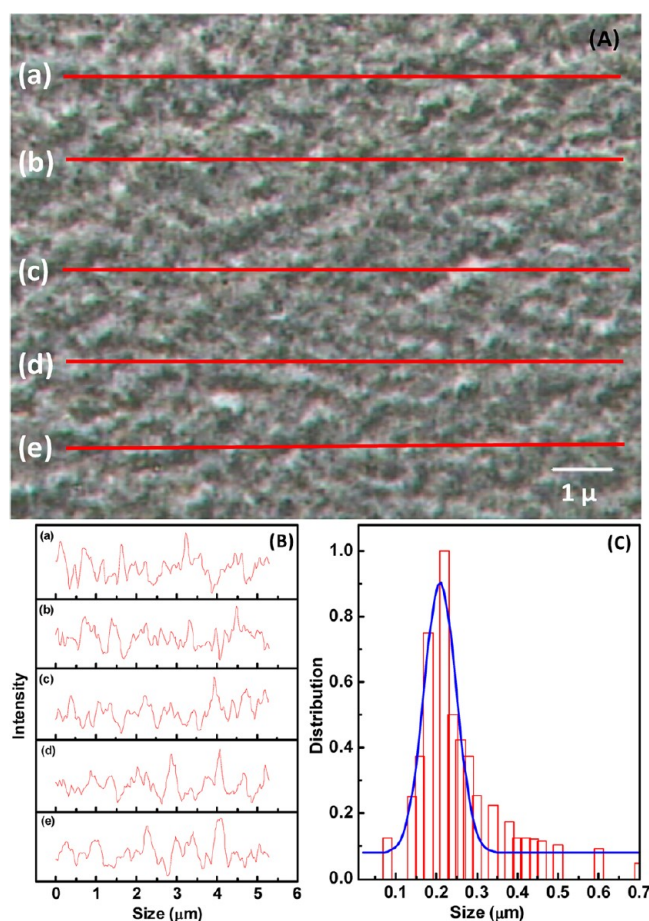 (A)
(a)
(b)
(c)
(d)
(e)
1 μ
(B)
(a)
(b)
(c)
(d)
(e)
Intensity
0 1 2 3 4 5 6
Size (μm)
(C)
Distribution
1.0
0.8
0.6
0.4
0.2
0.0
0.1 0.2 0.3 0.4 0.5 0.6 0.7
Size (μm)